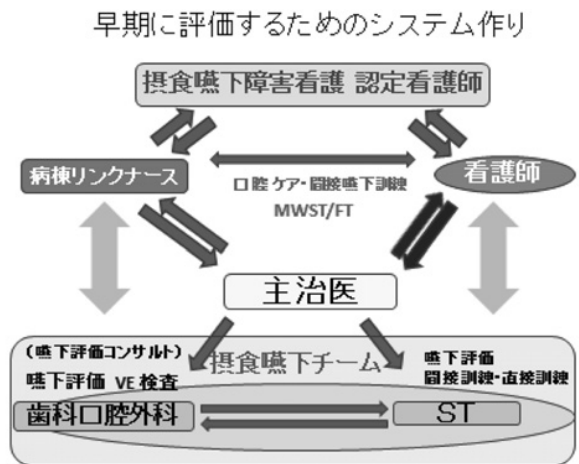 早期に評価するためのシステム作り
摂食嚥下障害看護 認定看護師
病棟リンクナース
看護師
口腔ケア・間接嚥下訓練
MWST/FT
主治医
(嚥下評価コンサルト)
嚥下評価 VE 検査
摂食嚥下チーム
嚥下評価
間接訓練・直接訓練
歯科口腔外科
ST